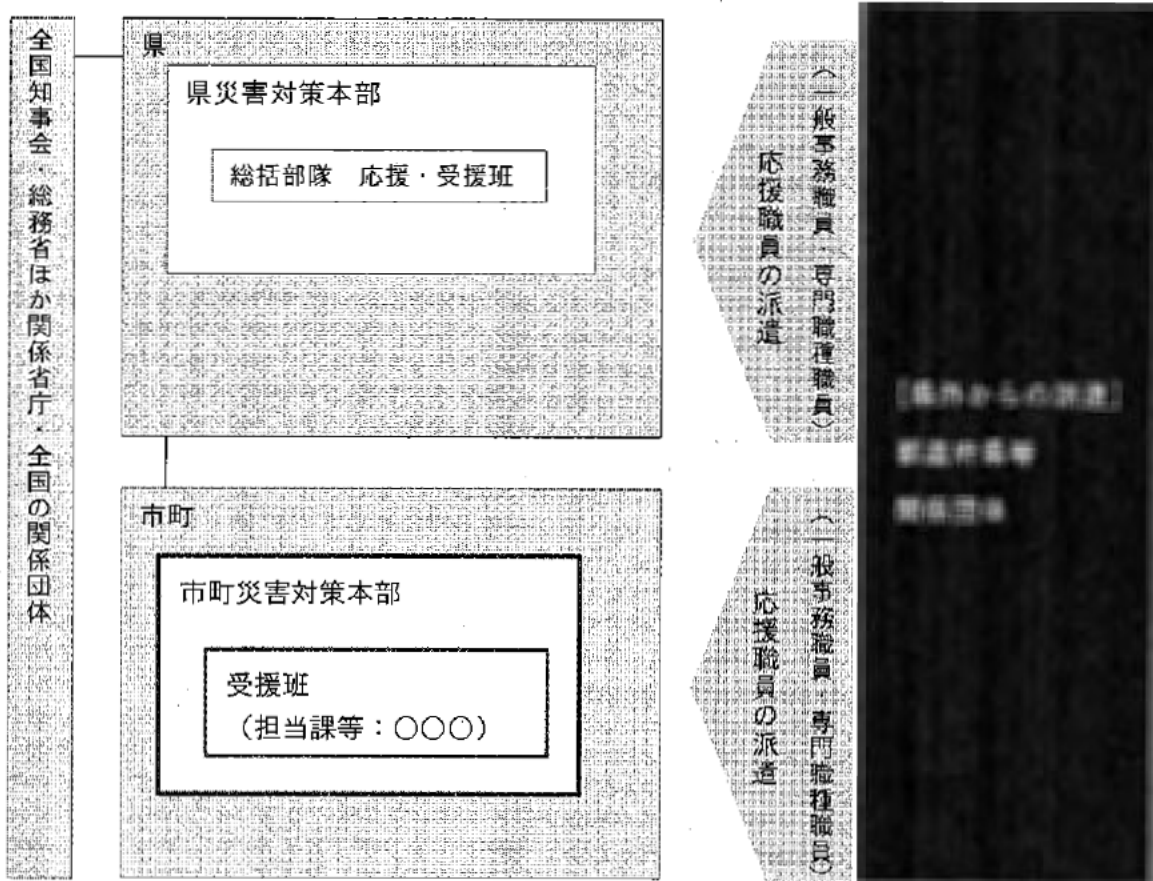 全国知事会・総務省ほか関係省庁・全国の関係団体
県
県災害対策本部
総括部隊 応援・受援班
市町
市町災害対策本部
受援班
(担当課等:○○○)
応援職員の派遣
(一般事務職員・専門職種職員)
応援職員の派遣
(一般事務職員・専門職種職員)